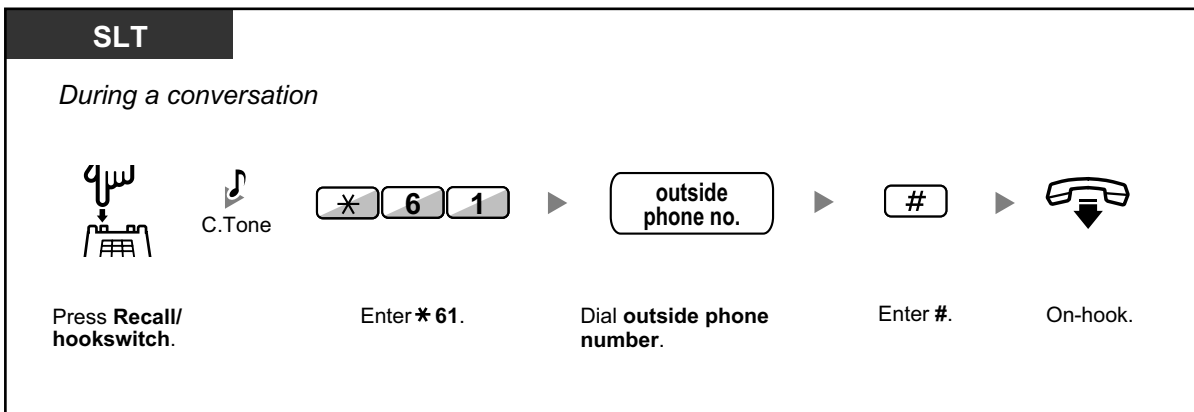 SLT
During a conversation
C.Tone
* 6 1
outside
phone no.
#
Press Recall/
hookswitch.
Enter * 61.
Dial outside phone
number.
Enter #.
On-hook.